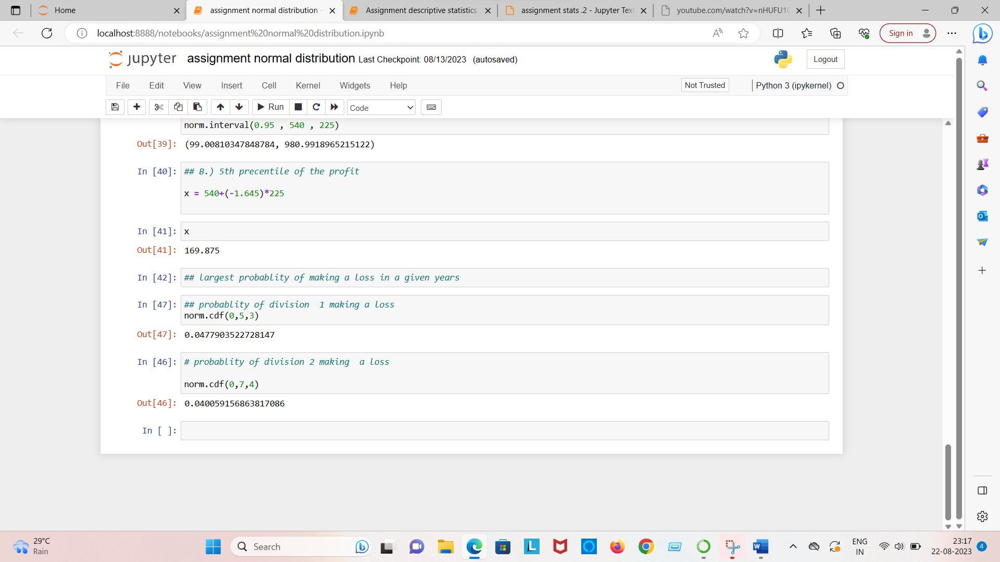 Home
assignment normal distribution -
Assignment descriptive statistics
assignment stats .2 - Jupyter Text
youtube.com/watch?v=nHUFU1C
localhost:8888/notebooks/assignment%20normal%20distribution.ipynb
Sign in
jupyter
assignment normal distribution Last Checkpoint: 08/13/2023 (autosaved)
Logout
File Edit View Insert Cell Kernel Widgets Help
Not Trusted
Python 3 (ipykernel)
Run
Code
norm.interval(0.95 , 540 , 225)
Out[39]: (99.00810347848784, 980.9918965215122)
In [40]: ## B.) 5th precentile of the profit
x = 540+(-1.645)*225
In [41]: x
Out[41]: 169.875
In [42]: ## largest probablity of making a loss in a given years
In [47]: ## probablity of division  1 making a loss
norm.cdf(0,5,3)
Out[47]: 0.0477903522728147
In [46]: # probablity of division 2 making  a loss
norm.cdf(0,7,4)
Out[46]: 0.040059156863817086
In [ ]:
29°C
Rain
Search
ENG
IN
23:17
22-08-2023
4